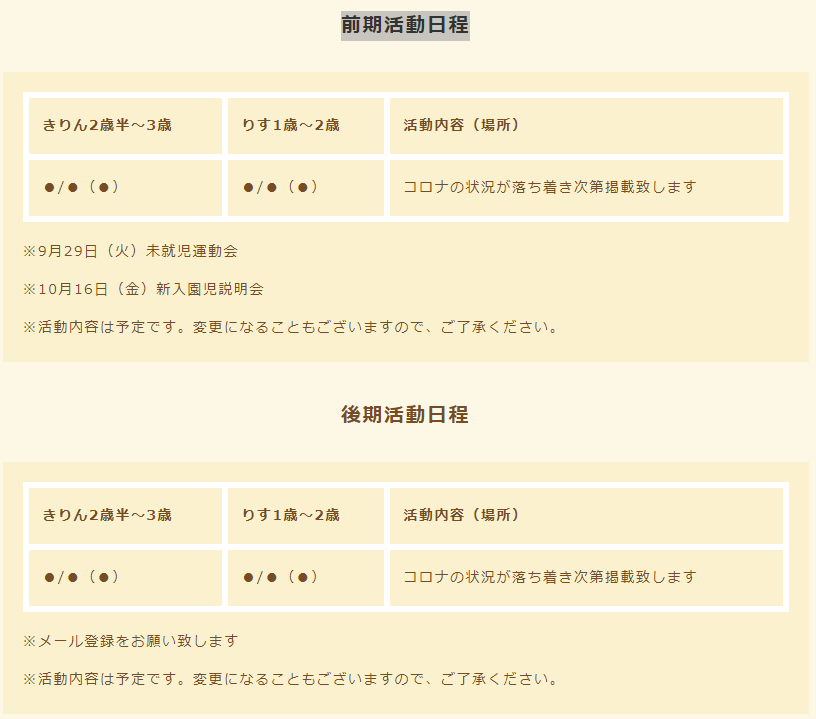 前期活動日程
きりん2歳半～3歳 りす1歳～2歳 活動内容（場所）
●/●（●） ●/●（●） コロナの状況が落ち着き次第掲載致します
※9月29日（火）未就児運動会
※10月16日（金）新入園児説明会
※活動内容は予定です。変更になることもございますので、ご了承ください。
後期活動日程
きりん2歳半～3歳 りす1歳～2歳 活動内容（場所）
●/●（●） ●/●（●） コロナの状況が落ち着き次第掲載致します
※メール登録をお願い致します
※活動内容は予定です。変更になることもございますので、ご了承ください。